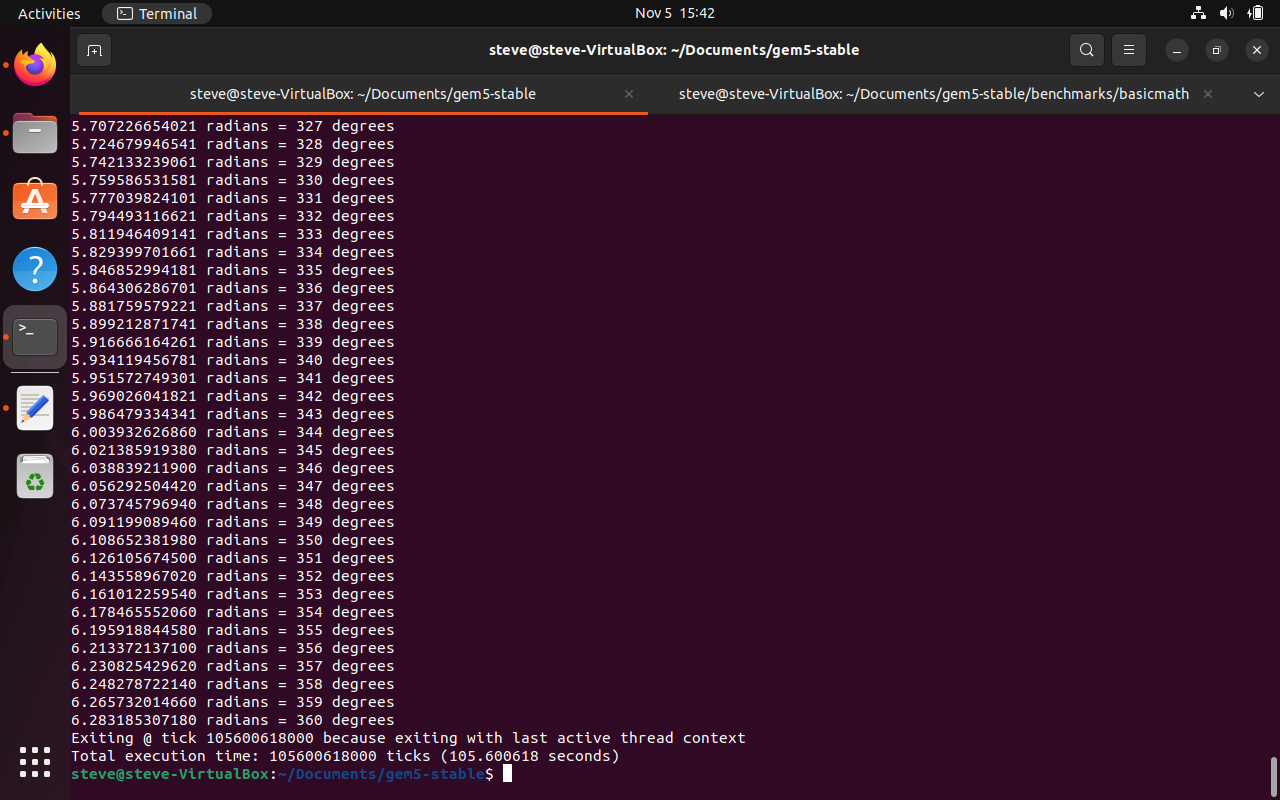 Activities
Terminal
Nov 5 15:42
steve@steve-VirtualBox: ~/Documents/gem5-stable
steve@steve-VirtualBox: ~/Documents/gem5-stable
steve@steve-VirtualBox: ~/Documents/gem5-stable/benchmarks/basicmath
5.707226654021 radians = 327 degrees
5.724679946541 radians = 328 degrees
5.742133239061 radians = 329 degrees
5.759586531581 radians = 330 degrees
5.777039824101 radians = 331 degrees
5.794493116621 radians = 332 degrees
5.811946409141 radians = 333 degrees
5.829399701661 radians = 334 degrees
5.846852994181 radians = 335 degrees
5.864306286701 radians = 336 degrees
5.881759579221 radians = 337 degrees
5.899212871741 radians = 338 degrees
5.916666164261 radians = 339 degrees
5.934119456781 radians = 340 degrees
5.951572749301 radians = 341 degrees
5.969026041821 radians = 342 degrees
5.986479334341 radians = 343 degrees
6.003932626860 radians = 344 degrees
6.021385919380 radians = 345 degrees
6.038839211900 radians = 346 degrees
6.056292504420 radians = 347 degrees
6.073745796940 radians = 348 degrees
6.091199089460 radians = 349 degrees
6.108652381980 radians = 350 degrees
6.126105674500 radians = 351 degrees
6.143558967020 radians = 352 degrees
6.161012259540 radians = 353 degrees
6.178465552060 radians = 354 degrees
6.195918844580 radians = 355 degrees
6.213372137100 radians = 356 degrees
6.230825429620 radians = 357 degrees
6.248278722140 radians = 358 degrees
6.265732014660 radians = 359 degrees
6.283185307180 radians = 360 degrees
Exiting @ tick 105600618000 because exiting with last active thread context
Total execution time: 105600618000 ticks (105.600618 seconds)
steve@steve-VirtualBox:~/Documents/gem5-stable$